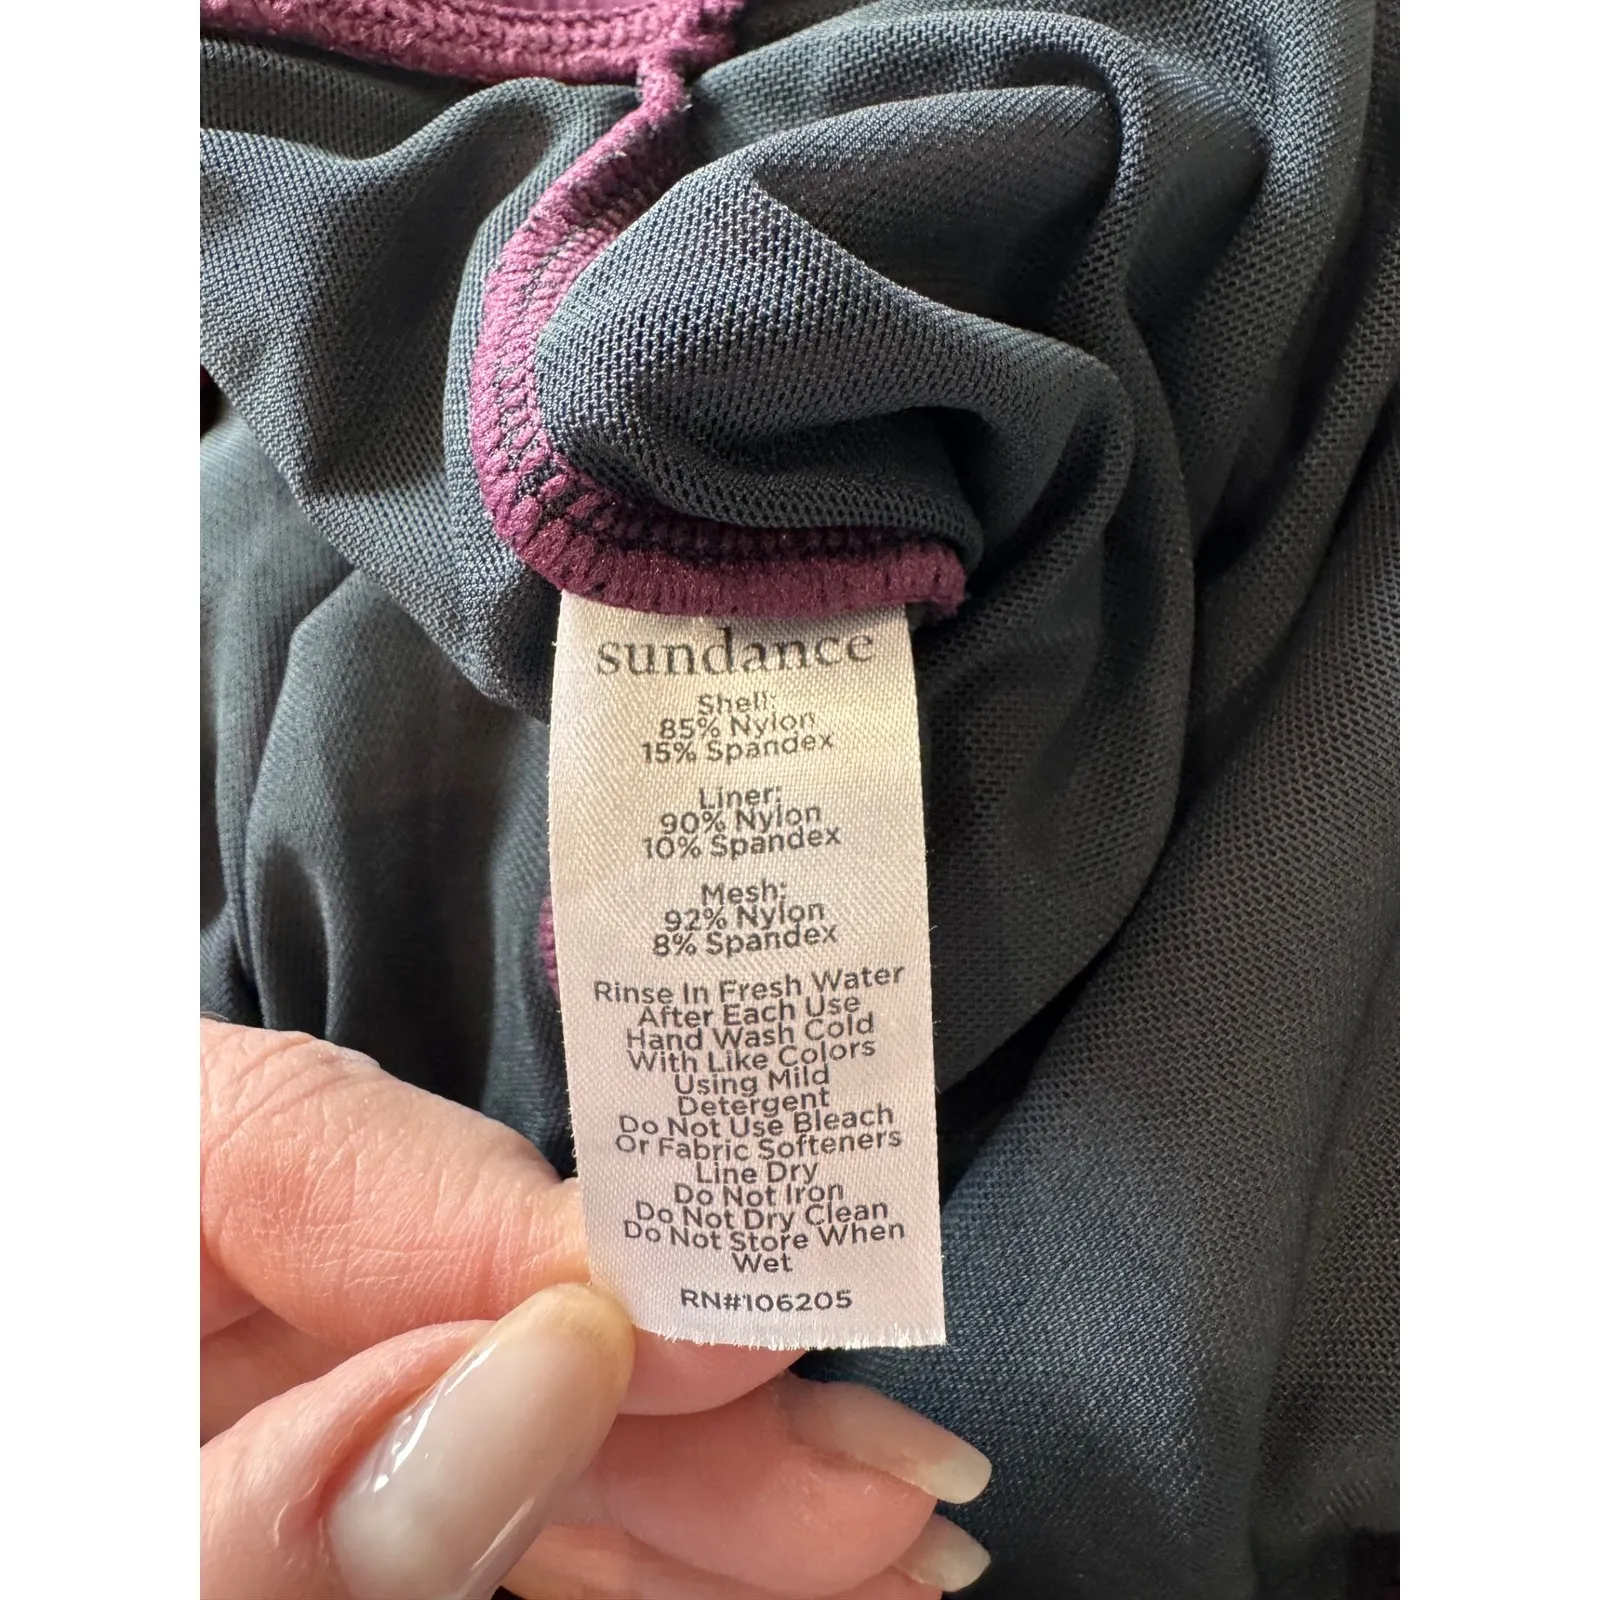 sundance
Shell:
85% Nylon
15% Spandex
Liner:
90% Nylon
10% Spandex
Mesh:
92% Nylon
8% Spandex
Rinse In Fresh Water
After Each Use
Hand Wash Cold
With Like Colors
Using Mild
Detergent
Do Not Use Bleach
Or Fabric Softeners
Line Dry
Do Not Iron
Do Not Dry Clean
Do Not Store When
Wet
RN#106205